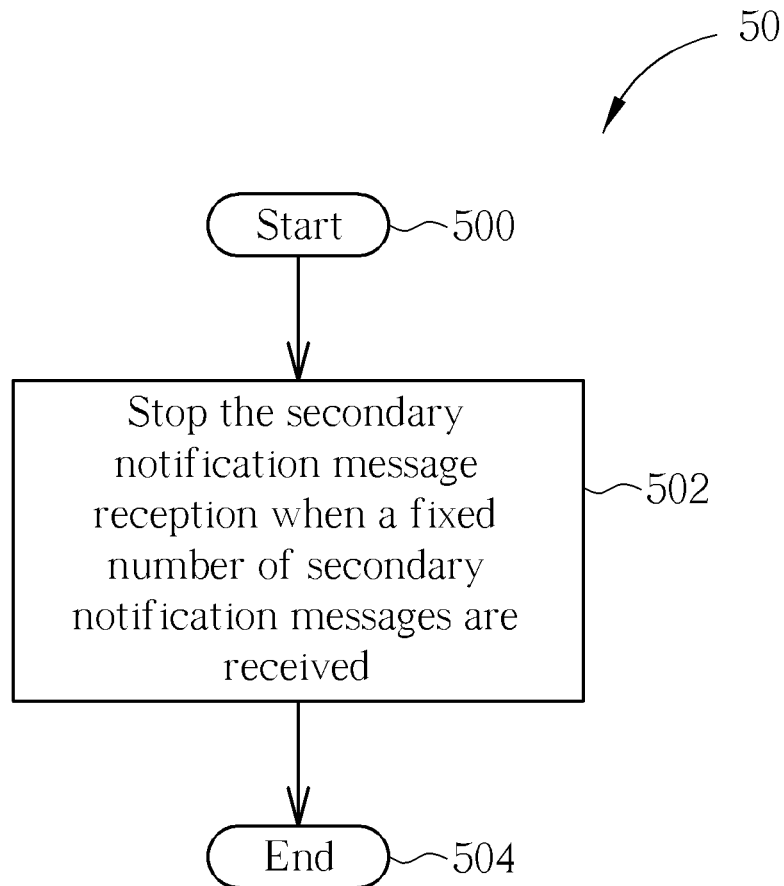 50
Start
500
Stop the secondary
notification message
reception when a fixed
number of secondary
notification messages are
received
502
End
504